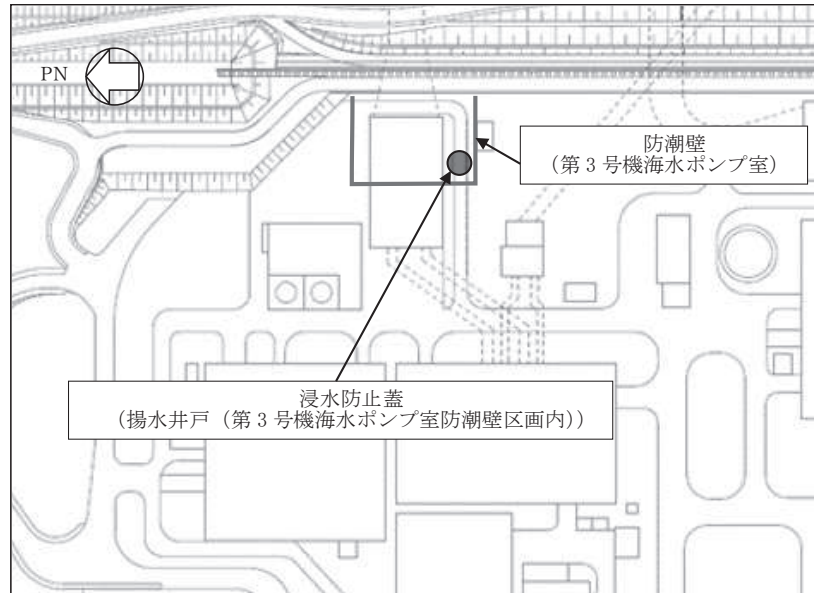 PN
防潮壁
（第３号機海水ポンプ室）
浸水防止蓋
（揚水井戸（第３号機海水ポンプ室防潮壁区画内））